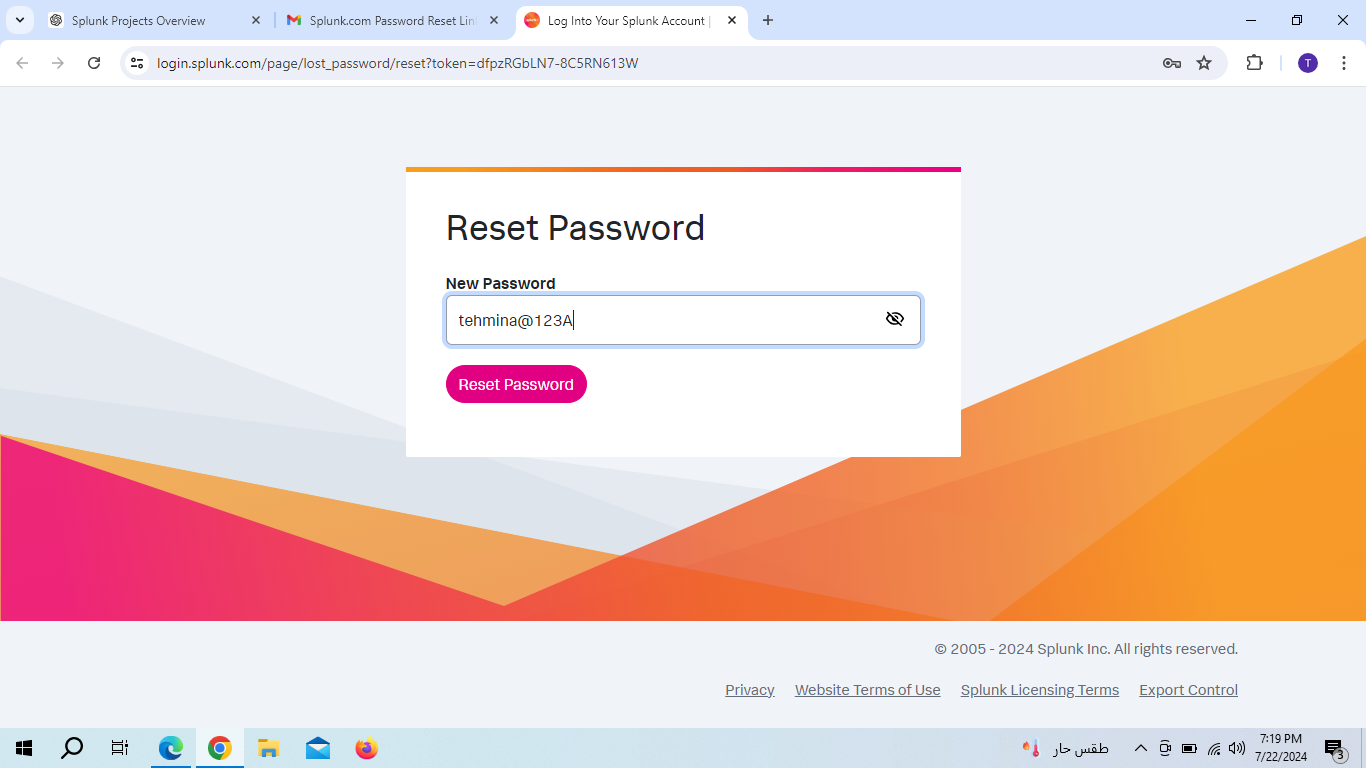 Splunk Projects Overview
Splunk.com Password Reset Lin
Log Into Your Splunk Account |
login.splunk.com/page/lost_password/reset?token=dfpzRGbLN7-8C5RN613W
T
Reset Password
New Password
tehmina@123A
Reset Password
© 2005 - 2024 Splunk Inc. All rights reserved.
Privacy Website Terms of Use Splunk Licensing Terms Export Control
طقس حار
7:19 PM
7/22/2024
3